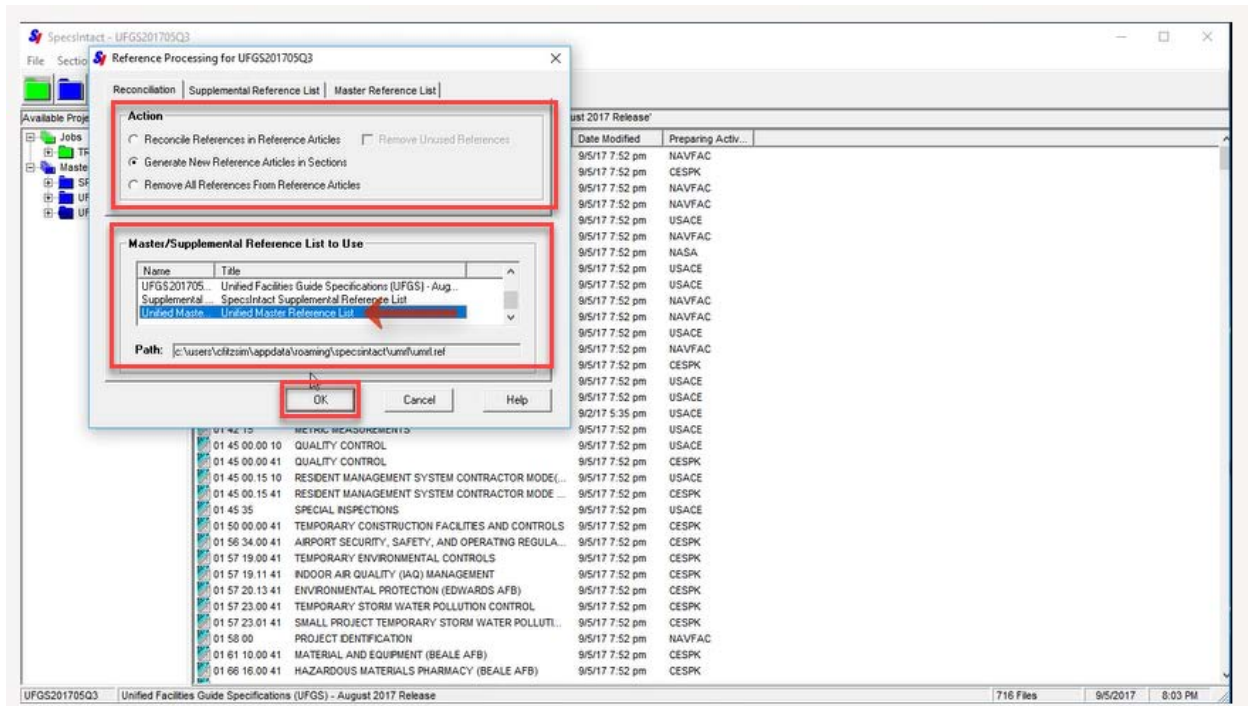 SpecsIntact - UFGS201705Q3
File Sectio
Reference Processing for UFGS201705Q3
Reconciliation Supplemental Reference List Master Reference List
Action
Reconcile References in Reference Articles Remove Unused References
Generate New Reference Articles in Sections
Remove All References From Reference Articles
Master/Supplemental Reference List to Use
Name Title
UFGS201705... Unified Facilities Guide Specifications (UFGS) - Aug...
Supplemental ... SpecsIntact Supplemental Reference List
Unified Maste... Unified Master Reference List
Path: c:\users\cfitzsim\appdata\roaming\specsintact\umrl\umrl.ref
OK Cancel Help
Available Proje
Jobs
TR
Maste
SP
UF
UF
ust 2017 Release'
Date Modified Preparing Activ...
9/5/17 7:52 pm NAVFAC
9/5/17 7:52 pm CESPK
9/5/17 7:52 pm NAVFAC
9/5/17 7:52 pm NAVFAC
9/5/17 7:52 pm USACE
9/5/17 7:52 pm NAVFAC
9/5/17 7:52 pm NASA
9/5/17 7:52 pm USACE
9/5/17 7:52 pm USACE
9/5/17 7:52 pm NAVFAC
9/5/17 7:52 pm NAVFAC
9/5/17 7:52 pm USACE
9/5/17 7:52 pm NAVFAC
9/5/17 7:52 pm CESPK
9/5/17 7:52 pm USACE
9/5/17 7:52 pm USACE
9/2/17 5:35 pm USACE
01 42 15 METRIC MEASUREMENTS 9/5/17 7:52 pm USACE
01 45 00.00 10 QUALITY CONTROL 9/5/17 7:52 pm USACE
01 45 00.00 41 QUALITY CONTROL 9/5/17 7:52 pm CESPK
01 45 00.15 10 RESIDENT MANAGEMENT SYSTEM CONTRACTOR MODE(... 9/5/17 7:52 pm USACE
01 45 00.15 41 RESIDENT MANAGEMENT SYSTEM CONTRACTOR MODE ... 9/5/17 7:52 pm CESPK
01 45 35 SPECIAL INSPECTIONS 9/5/17 7:52 pm USACE
01 50 00.00 41 TEMPORARY CONSTRUCTION FACILITIES AND CONTROLS 9/5/17 7:52 pm CESPK
01 56 34.00 41 AIRPORT SECURITY, SAFETY, AND OPERATING REGULA... 9/5/17 7:52 pm CESPK
01 57 19.00 41 TEMPORARY ENVIRONMENTAL CONTROLS 9/5/17 7:52 pm CESPK
01 57 19.11 41 INDOOR AIR QUALITY (IAQ) MANAGEMENT 9/5/17 7:52 pm CESPK
01 57 20.13 41 ENVIRONMENTAL PROTECTION (EDWARDS AFB) 9/5/17 7:52 pm CESPK
01 57 23.00 41 TEMPORARY STORM WATER POLLUTION CONTROL 9/5/17 7:52 pm CESPK
01 57 23.01 41 SMALL PROJECT TEMPORARY STORM WATER POLLUTI... 9/5/17 7:52 pm CESPK
01 58 00 PROJECT IDENTIFICATION 9/5/17 7:52 pm NAVFAC
01 61 10.00 41 MATERIAL AND EQUIPMENT (BEALE AFB) 9/5/17 7:52 pm CESPK
01 66 16.00 41 HAZARDOUS MATERIALS PHARMACY (BEALE AFB) 9/5/17 7:52 pm CESPK
UFGS201705Q3 Unified Facilities Guide Specifications (UFGS) - August 2017 Release 716 Files 9/5/2017 8:03 PM